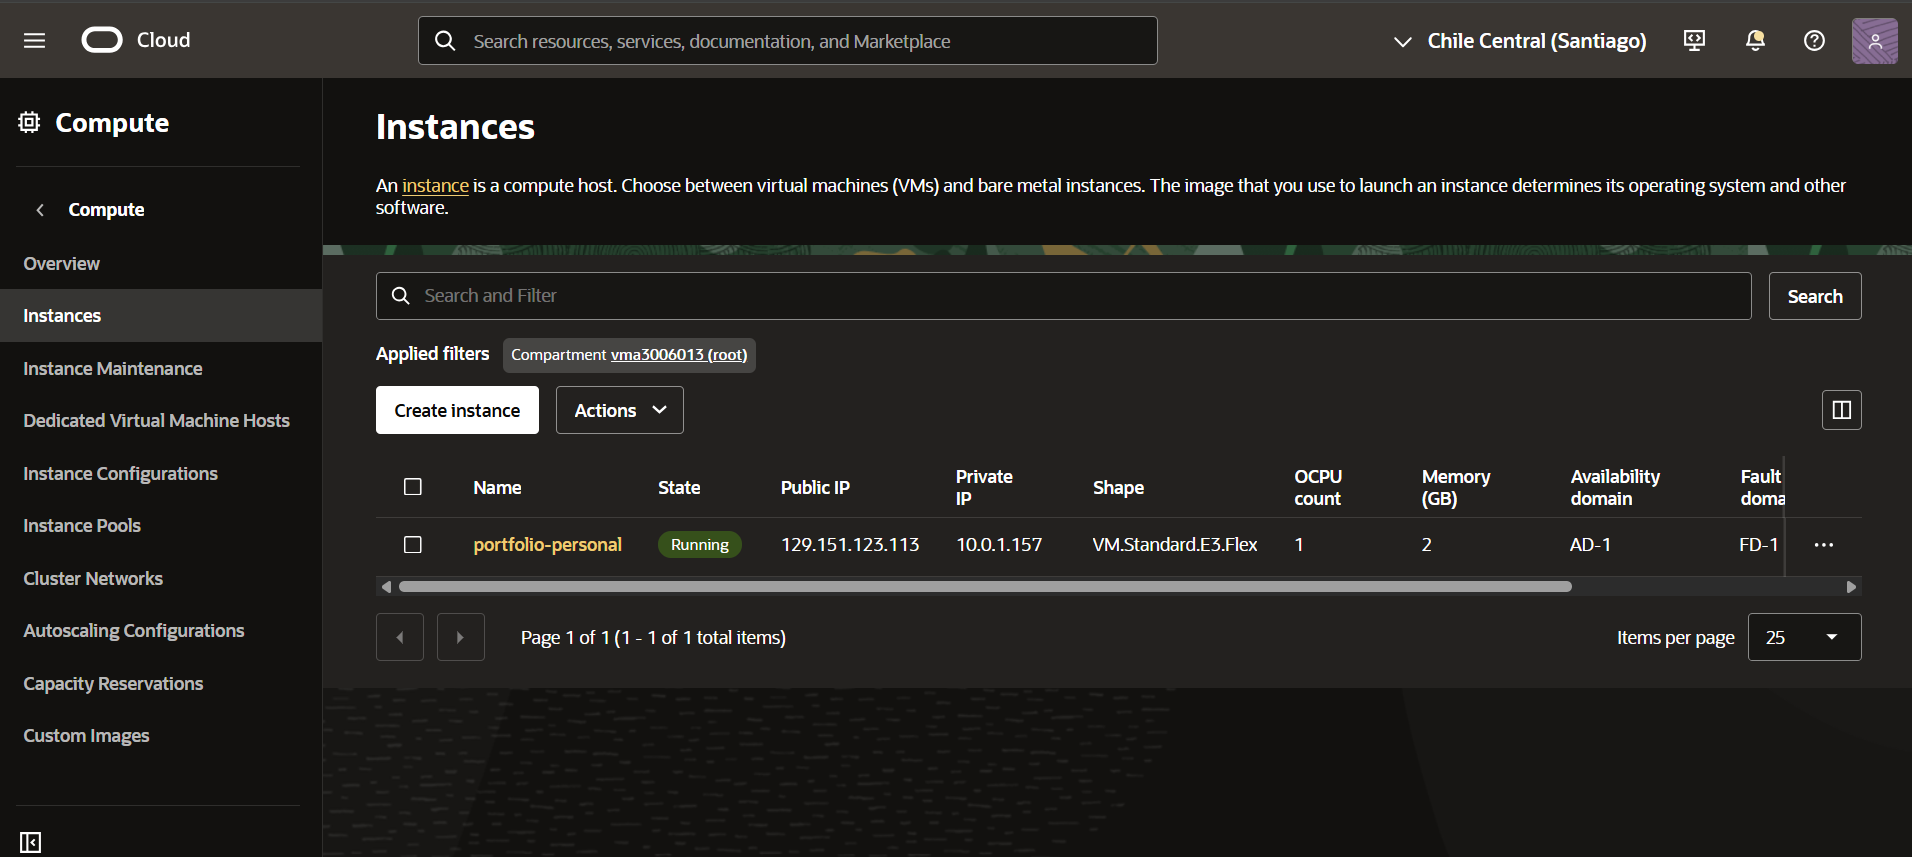 Cloud
Search resources, services, documentation, and Marketplace
Chile Central (Santiago)
Compute
Compute
Overview
Instances
Instance Maintenance
Dedicated Virtual Machine Hosts
Instance Configurations
Instance Pools
Cluster Networks
Autoscaling Configurations
Capacity Reservations
Custom Images
Instances
An instance is a compute host. Choose between virtual machines (VMs) and bare metal instances. The image that you use to launch an instance determines its operating system and other
software.
Search and Filter
Search
Applied filters Compartment vma3006013 (root)
Create instance Actions
Name State Public IP Private IP Shape OCPU count Memory (GB) Availability domain Fault doma
portfolio-personal Running 129.151.123.113 10.0.1.157 VM.Standard.E3.Flex 1 2 AD-1 FD-1
Page 1 of 1 (1 - 1 of 1 total items)
Items per page 25